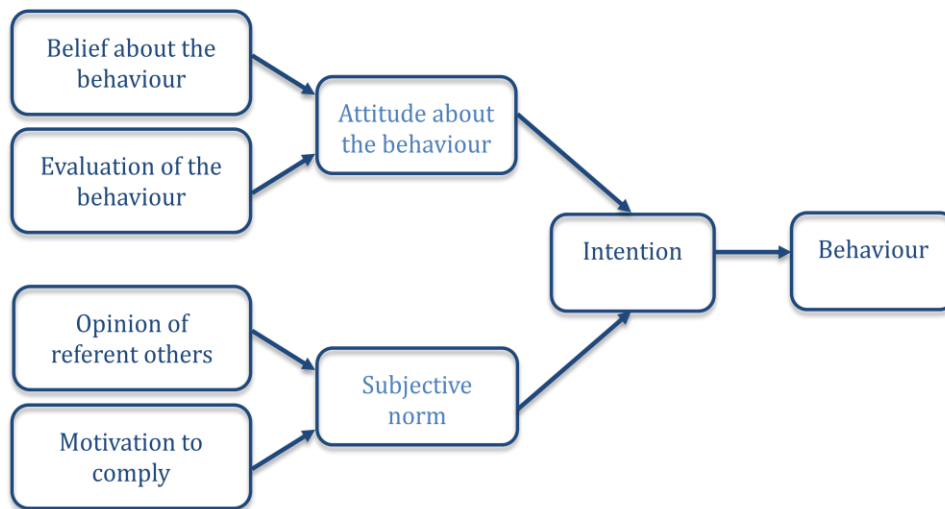 Belief about the
behaviour
Evaluation of the
behaviour
Attitude about
the behaviour
Opinion of
referent others
Motivation to
comply
Subjective
norm
Intention
Behaviour